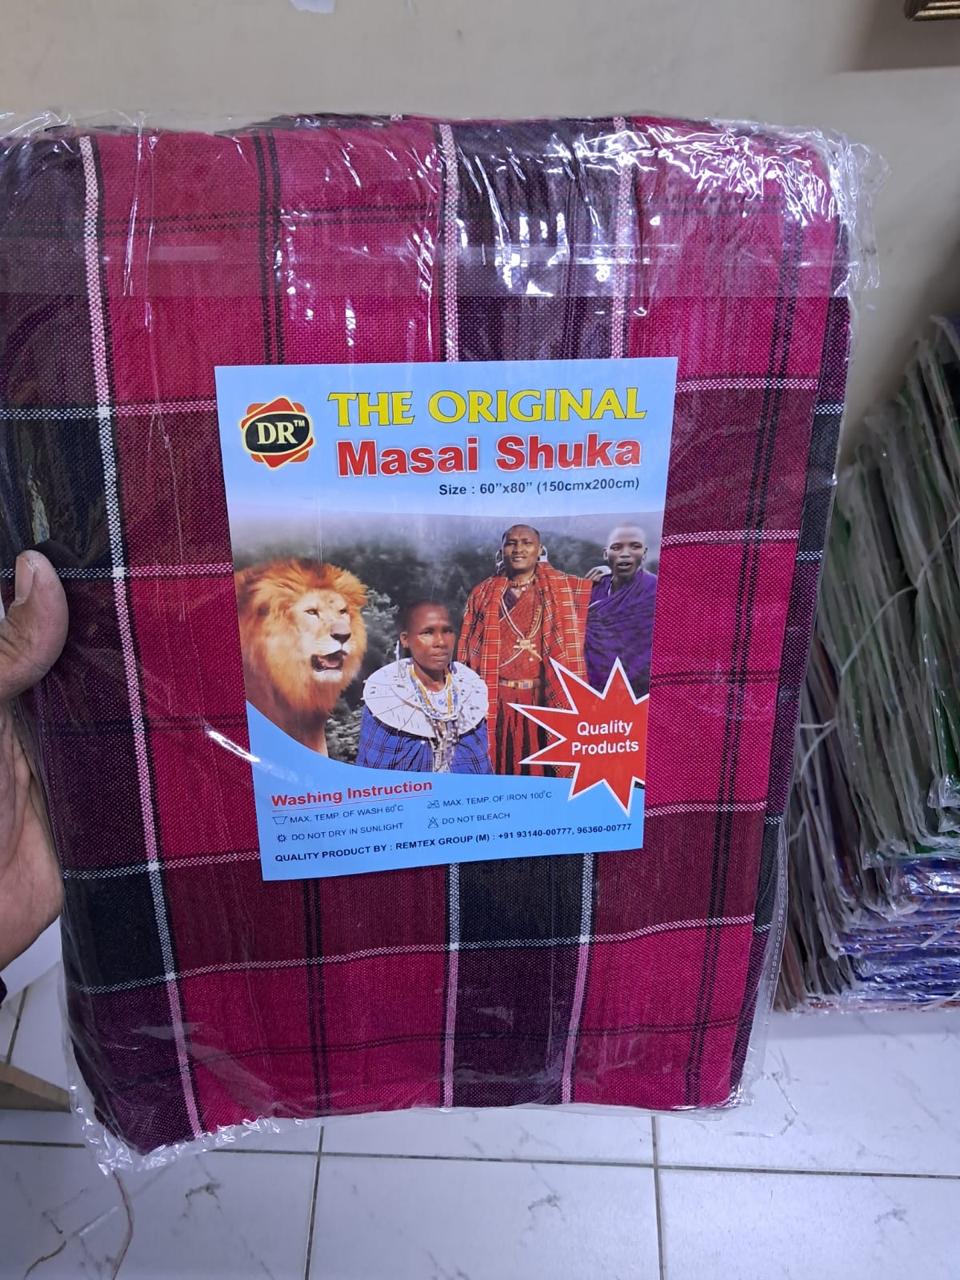 DR™
THE ORIGINAL
Masai Shuka
Size : 60"x80" (150cmx200cm)
Quality
Products
Washing Instruction
MAX. TEMP. OF WASH 60°C
MAX. TEMP. OF IRON 100°C
DO NOT DRY IN SUNLIGHT
DO NOT BLEACH
QUALITY PRODUCT BY : REMTEX GROUP (M) : +91 93140-00777, 96360-00777